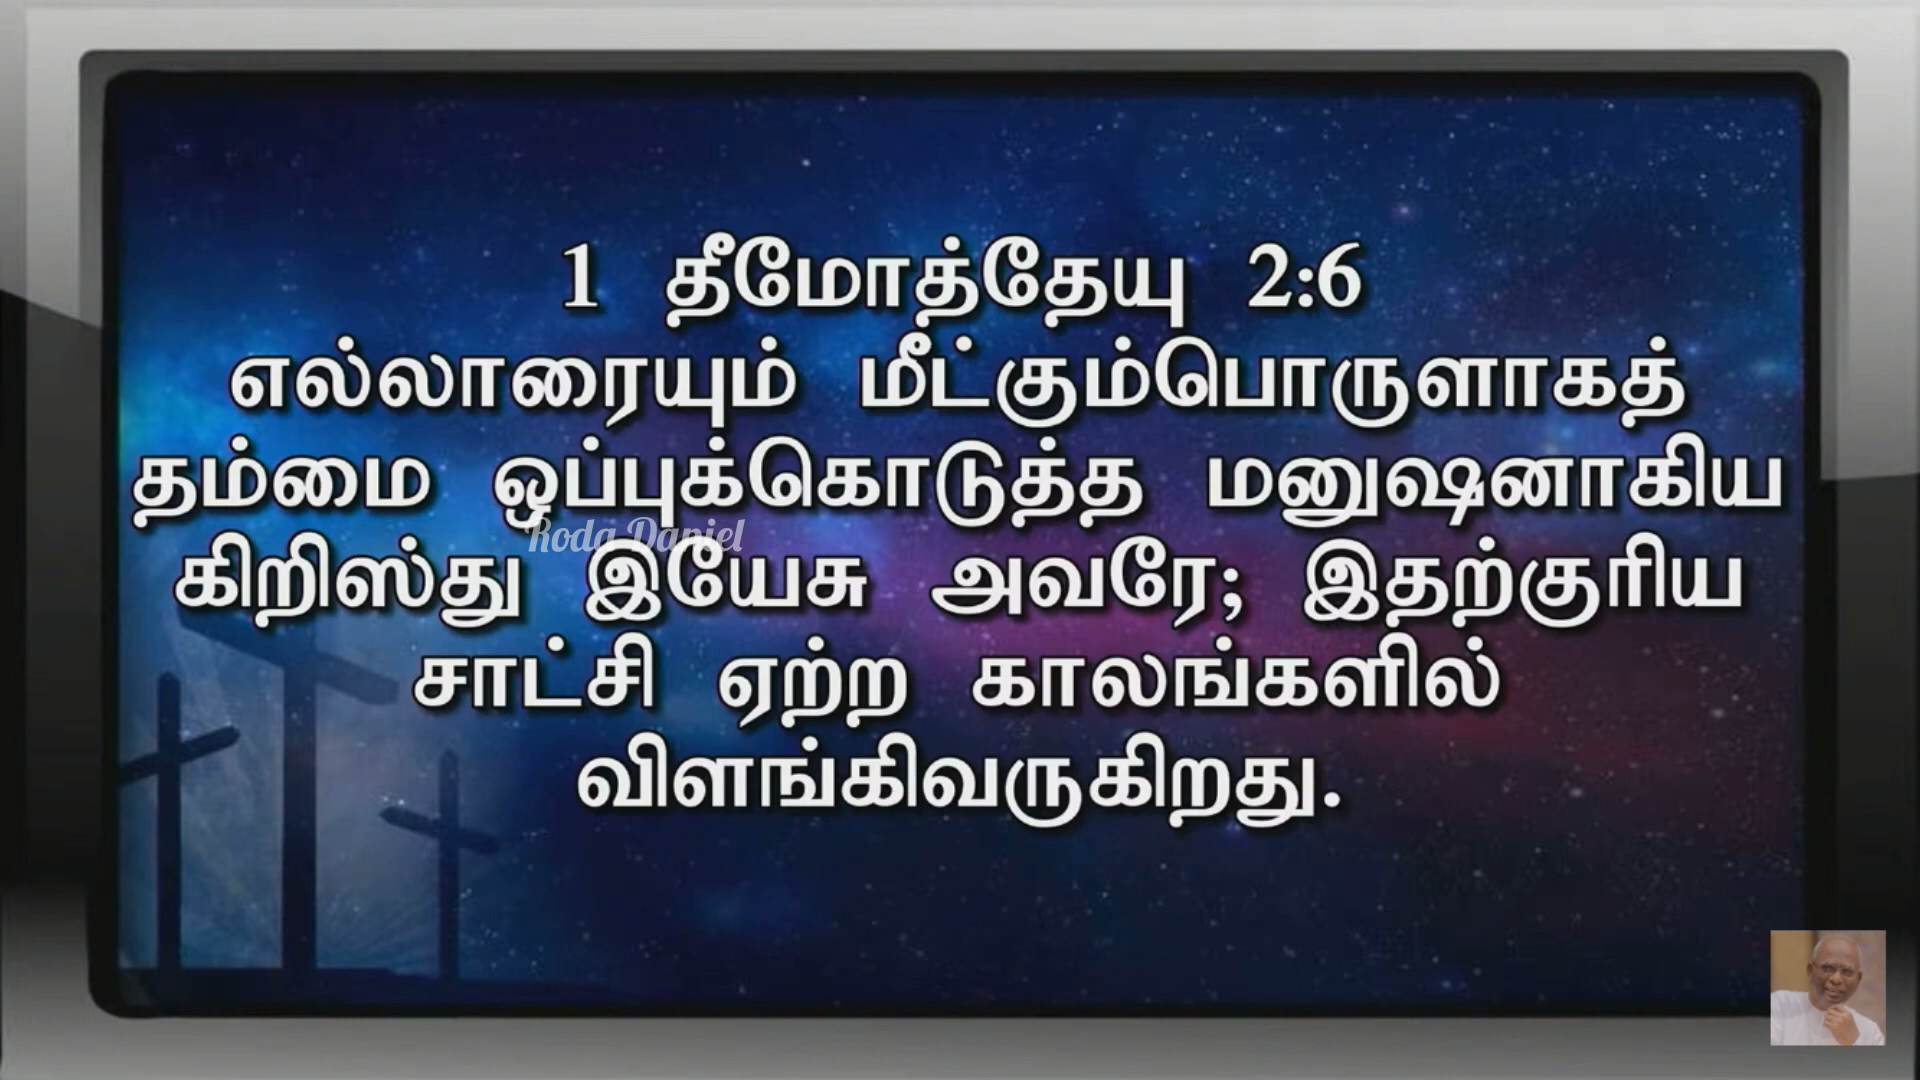 1 தீமோத்தேயு 2:6
எல்லாரையும் மீட்கும்பொருளாகத்
தம்மை ஒப்புக்கொடுத்த மனுஷனாகிய
Roda Daniel
கிறிஸ்து இயேசு அவரே; இதற்குரிய
சாட்சி ஏற்ற காலங்களில்
விளங்கிவருகிறது.